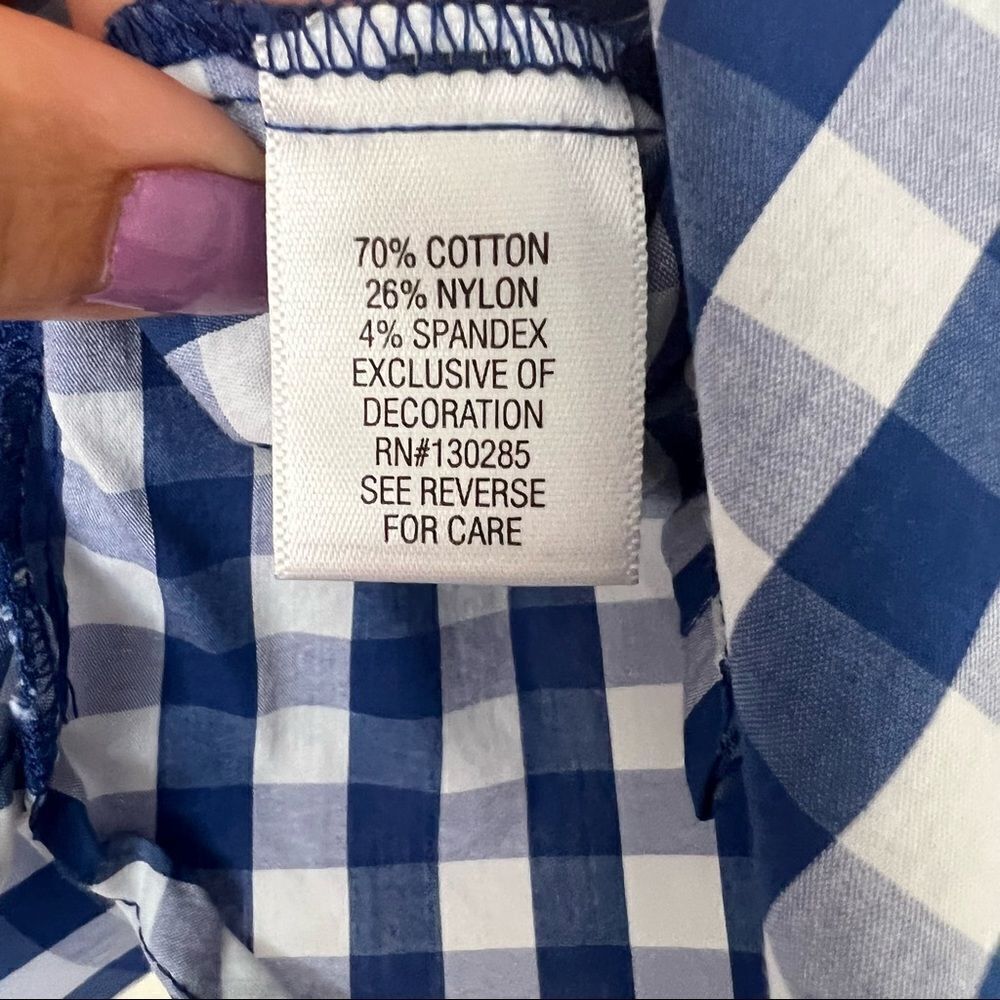 70% COTTON
26% NYLON
4% SPANDEX
EXCLUSIVE OF
DECORATION
RN#130285
SEE REVERSE
FOR CARE